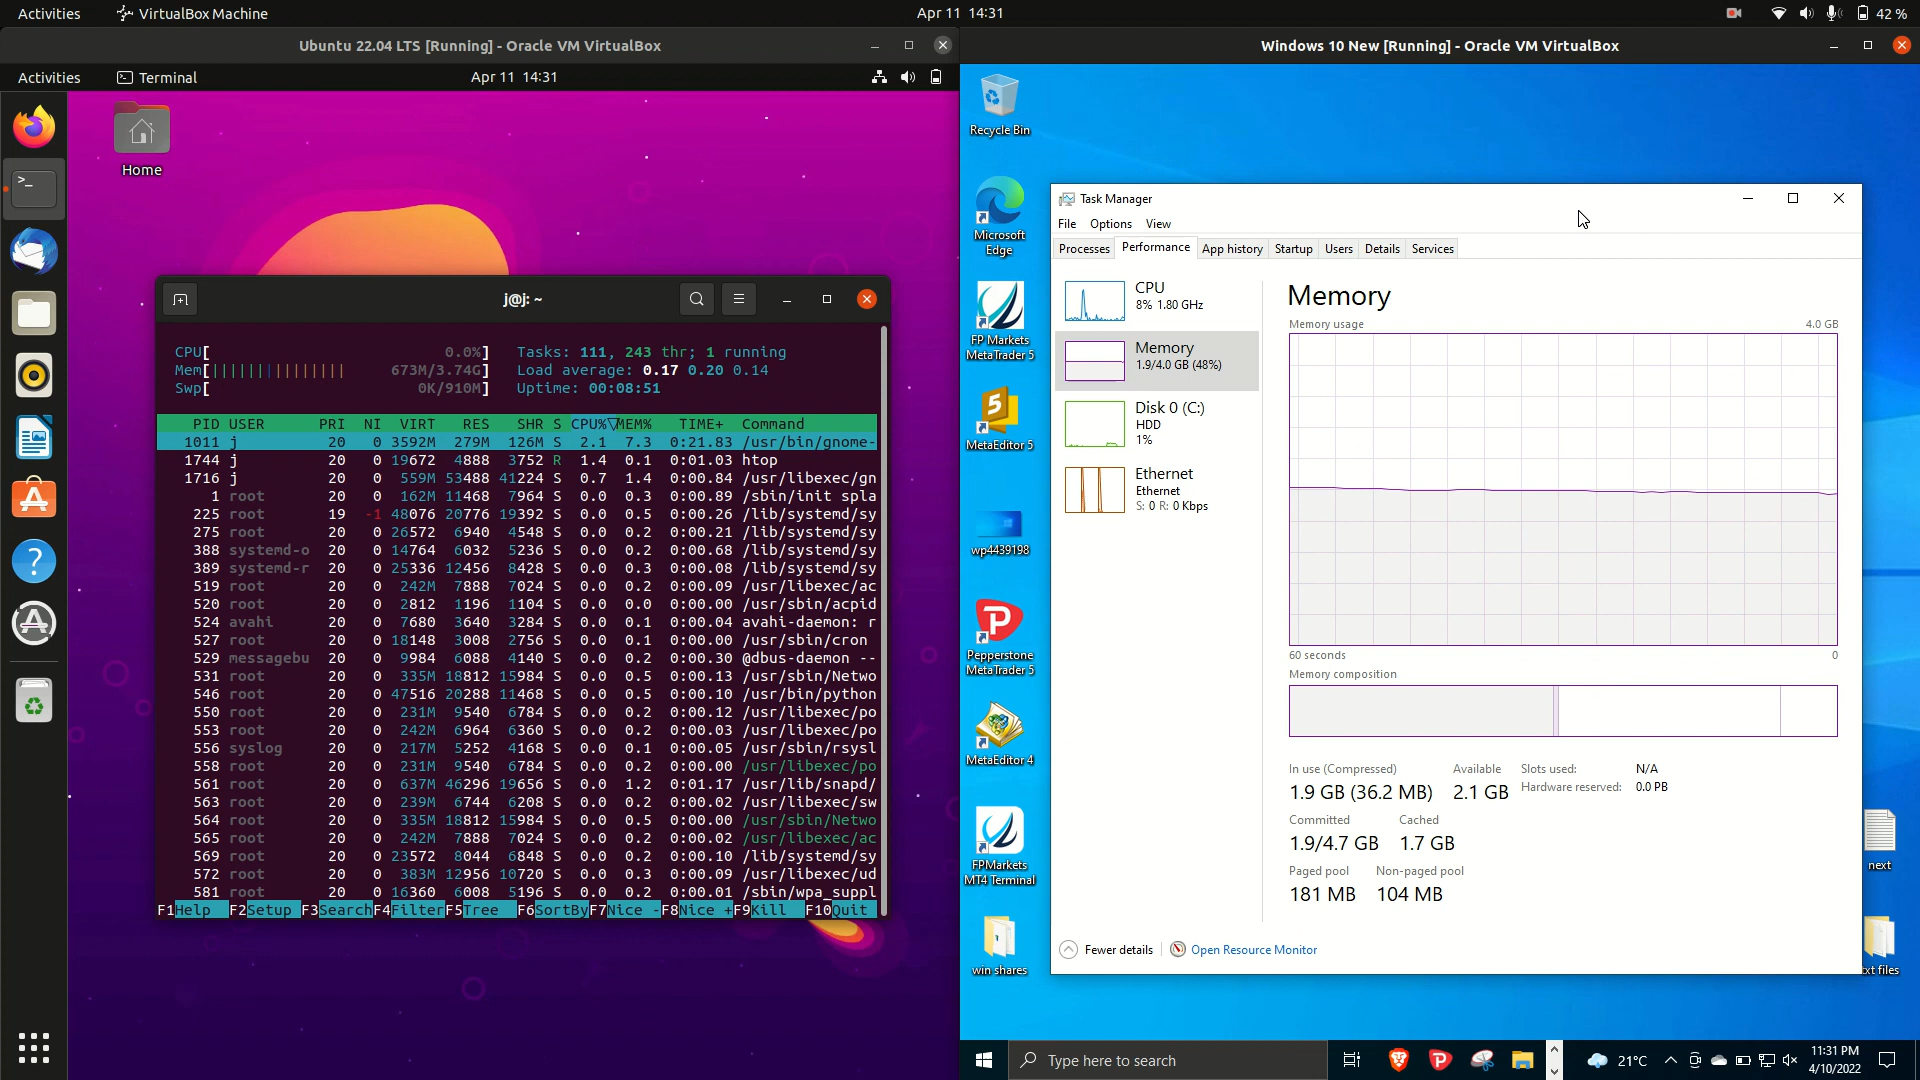 Activities
VirtualBox Machine
Apr 11 14:31
42 %
Ubuntu 22.04 LTS [Running] - Oracle VM VirtualBox
Activities
Terminal
Apr 11 14:31
Home
j@j: ~
CPU[ 0.0%] Tasks: 111, 243 thr; 1 running
Mem[||||||||||||||| 673M/3.74G] Load average: 0.17 0.20 0.14
Swp[ 0K/910M] Uptime: 00:08:51
PID USER PRI NI VIRT RES SHR S CPU%▽MEM% TIME+ Command
1011 j 20 0 3592M 279M 126M S 2.1 7.3 0:21.83 /usr/bin/gnome-
1744 j 20 0 19672 4888 3752 R 1.4 0.1 0:01.03 htop
1716 j 20 0 559M 53488 41224 S 0.7 1.4 0:00.84 /usr/libexec/gn
1 root 20 0 162M 11468 7964 S 0.0 0.3 0:00.89 /sbin/init spla
225 root 19 -1 48076 20776 19392 S 0.0 0.5 0:00.26 /lib/systemd/sy
275 root 20 0 26572 6940 4548 S 0.0 0.2 0:00.21 /lib/systemd/sy
388 systemd-o 20 0 14764 6032 5236 S 0.0 0.2 0:00.68 /lib/systemd/sy
389 systemd-r 20 0 25336 12456 8428 S 0.0 0.3 0:00.08 /lib/systemd/sy
519 root 20 0 242M 7888 7024 S 0.0 0.2 0:00.09 /usr/libexec/ac
520 root 20 0 2812 1196 1104 S 0.0 0.0 0:00.00 /usr/sbin/acpid
524 avahi 20 0 7680 3640 3284 S 0.0 0.1 0:00.04 avahi-daemon: r
527 root 20 0 18148 3008 2756 S 0.0 0.1 0:00.00 /usr/sbin/cron
529 messagebu 20 0 9984 6088 4140 S 0.0 0.2 0:00.30 @dbus-daemon --
531 root 20 0 335M 18812 15984 S 0.0 0.5 0:00.13 /usr/sbin/Netwo
546 root 20 0 47516 20288 11468 S 0.0 0.5 0:00.10 /usr/bin/python
550 root 20 0 231M 9540 6784 S 0.0 0.2 0:00.12 /usr/libexec/po
553 root 20 0 242M 6964 6360 S 0.0 0.2 0:00.03 /usr/libexec/po
556 syslog 20 0 217M 5252 4168 S 0.0 0.1 0:00.05 /usr/sbin/rsysl
558 root 20 0 231M 9540 6784 S 0.0 0.2 0:00.00 /usr/libexec/po
561 root 20 0 637M 46296 19656 S 0.0 1.2 0:01.17 /usr/lib/snapd/
563 root 20 0 239M 6744 6208 S 0.0 0.2 0:00.02 /usr/libexec/sw
564 root 20 0 335M 18812 15984 S 0.0 0.5 0:00.00 /usr/sbin/Netwo
565 root 20 0 242M 7888 7024 S 0.0 0.2 0:00.02 /usr/libexec/ac
569 root 20 0 23572 8044 6848 S 0.0 0.2 0:00.10 /lib/systemd/sy
572 root 20 0 383M 12956 10720 S 0.0 0.3 0:00.09 /usr/libexec/ud
581 root 20 0 16360 6008 5196 S 0.0 0.2 0:00.01 /sbin/wpa_suppl
F1Help F2Setup F3SearchF4FilterF5Tree F6SortByF7Nice -F8Nice +F9Kill F10Quit
Windows 10 New [Running] - Oracle VM VirtualBox
Recycle Bin
Microsoft
Edge
FP Markets
MetaTrader 5
MetaEditor 5
wp4439198
Pepperstone
MetaTrader 5
MetaEditor 4
FPMarkets
MT4 Terminal
win shares
Task Manager
File Options View
Processes Performance App history Startup Users Details Services
CPU
8% 1.80 GHz
Memory
1.9/4.0 GB (48%)
Disk 0 (C:)
HDD
1%
Ethernet
Ethernet
S: 0 R: 0 Kbps
Memory
Memory usage 4.0 GB
60 seconds 0
Memory composition
In use (Compressed) Available Slots used: N/A
1.9 GB (36.2 MB) 2.1 GB Hardware reserved: 0.0 PB
Committed Cached
1.9/4.7 GB 1.7 GB
Paged pool Non-paged pool
181 MB 104 MB
Fewer details
Open Resource Monitor
next
xt files
Type here to search
21°C
11:31 PM
4/10/2022